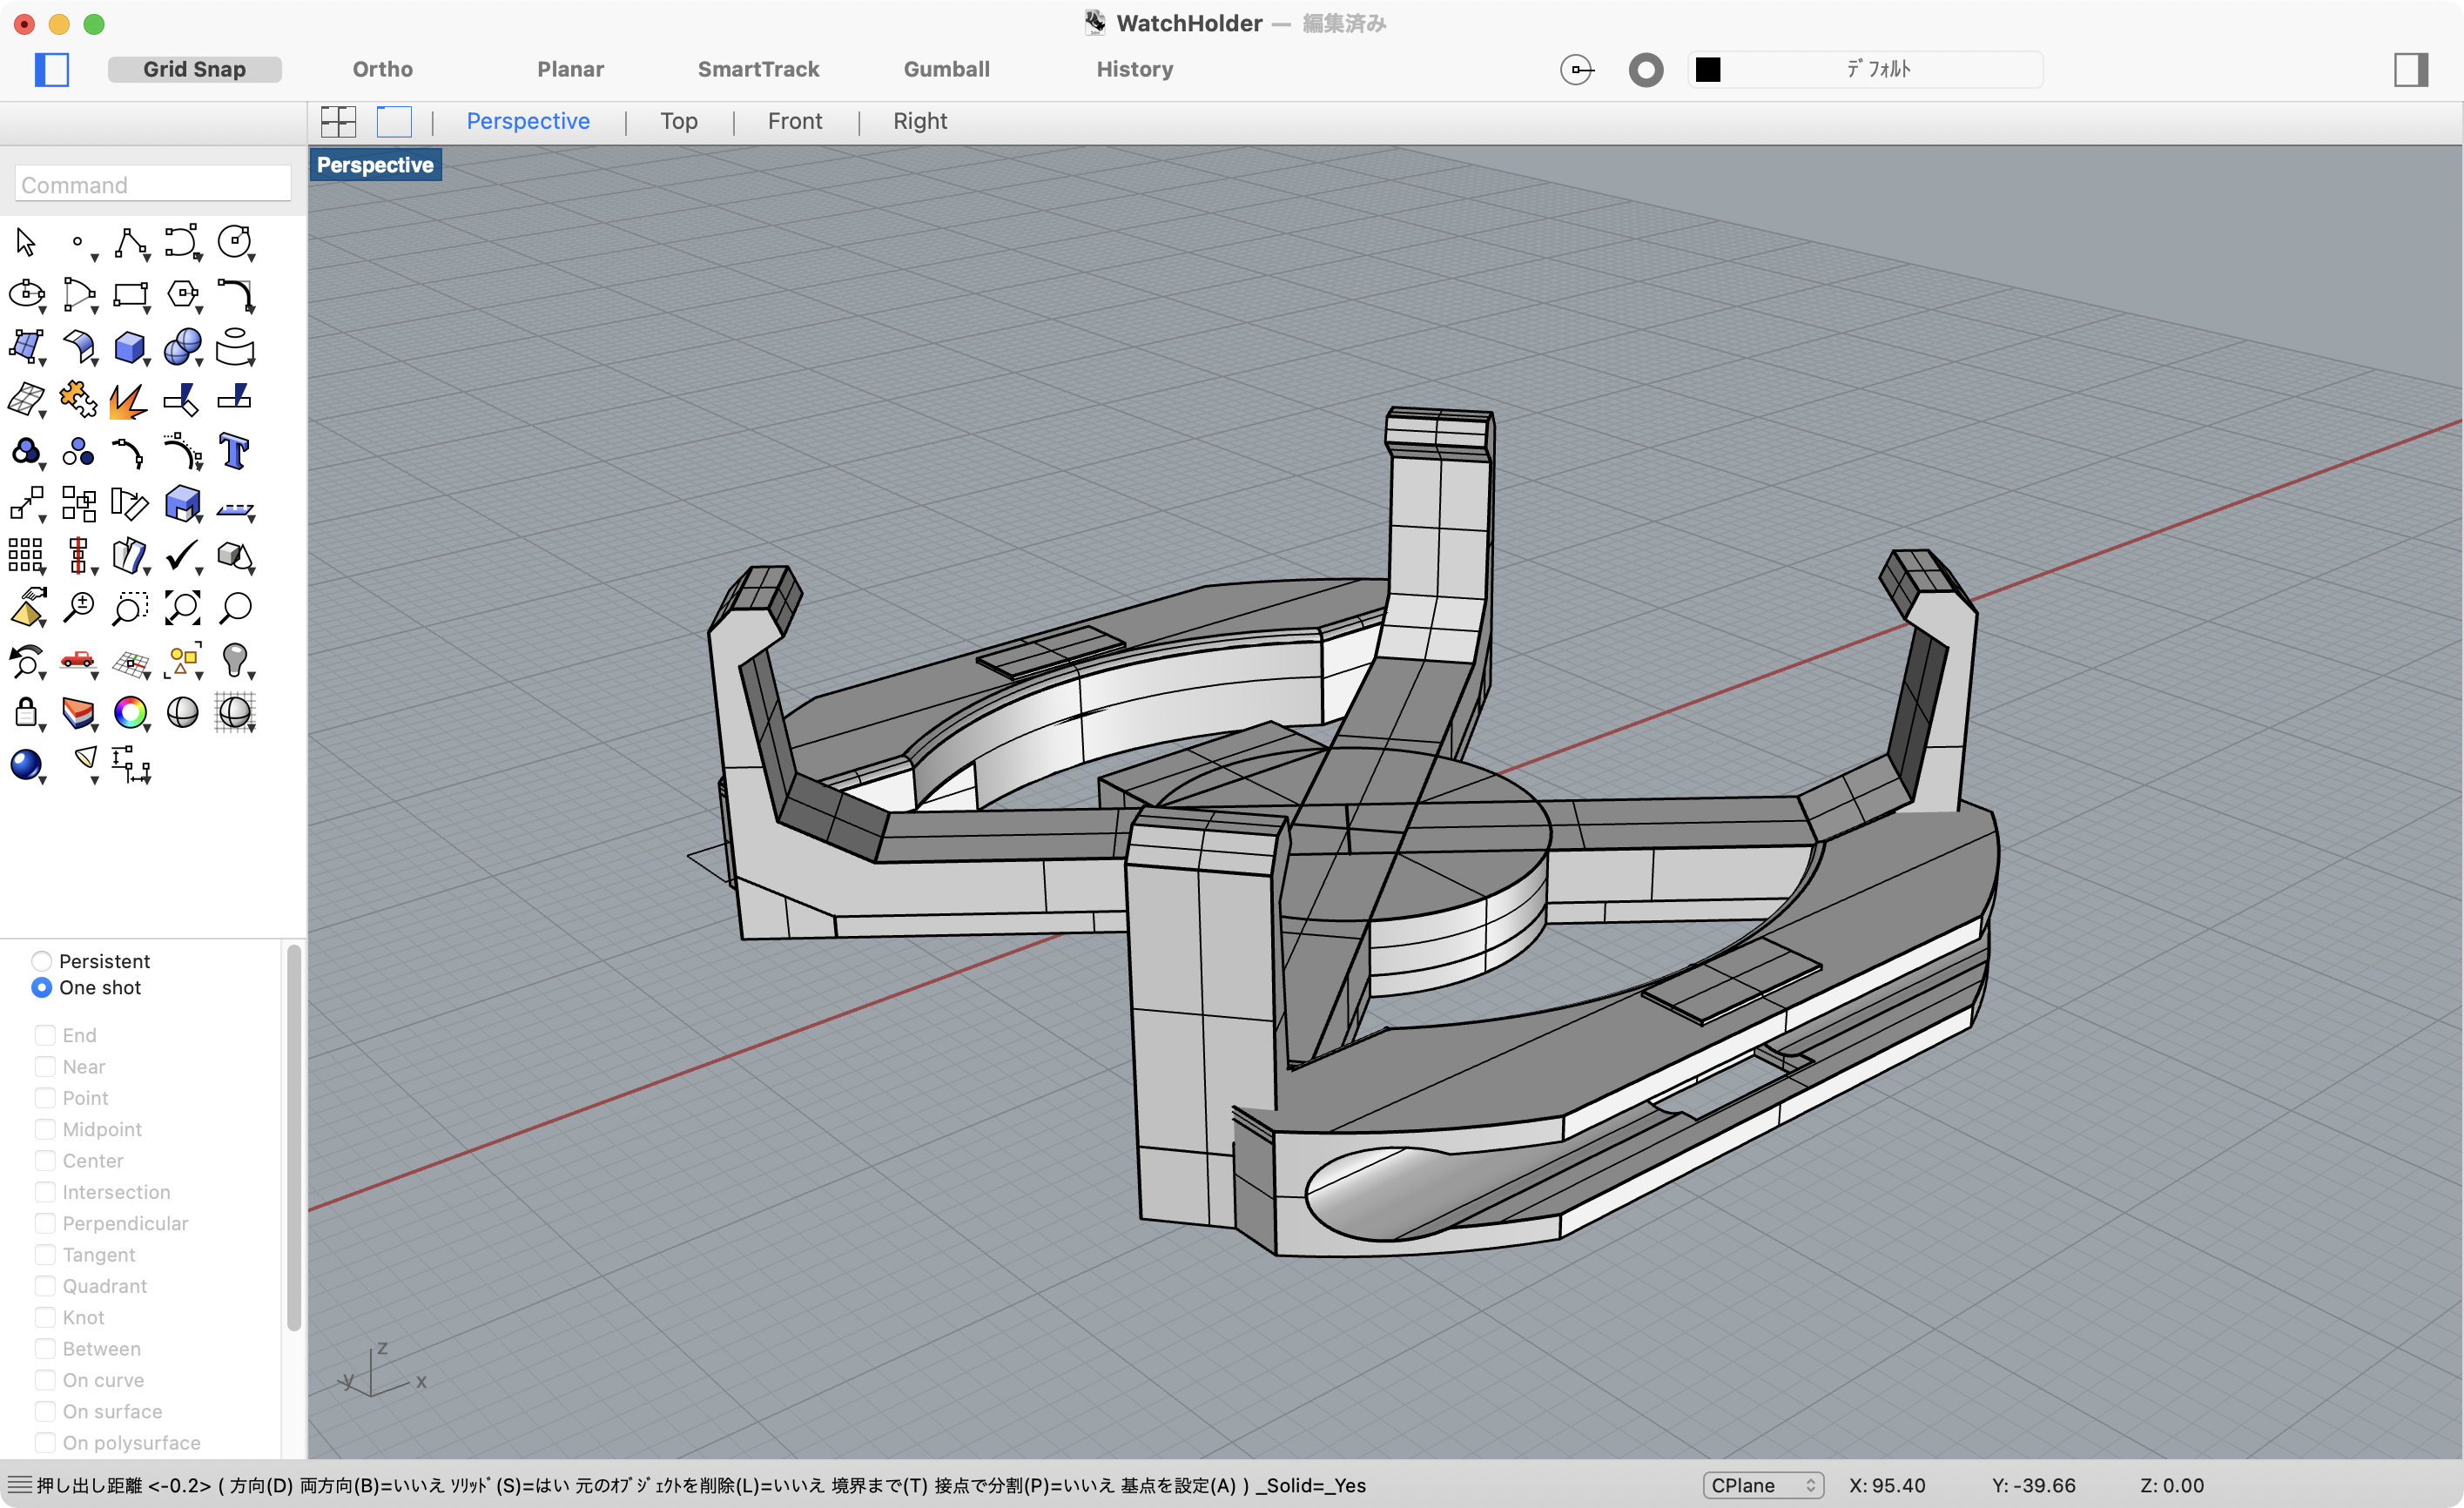 WatchHolder — 編集済み
Grid Snap Ortho Planar SmartTrack Gumball History ﾃﾞﾌｫﾙﾄ
Perspective Top Front Right
Perspective
Command
Persistent
One shot
End
Near
Point
Midpoint
Center
Intersection
Perpendicular
Tangent
Quadrant
Knot
Between
On curve
On surface
On polysurface
z
y x
押し出し距離 <-0.2> ( 方向(D) 両方向(B)=いいえ ｿﾘｯﾄﾞ(S)=はい 元のｵﾌﾞｼﾞｪｸﾄを削除(L)=いいえ 境界まで(T) 接点で分割(P)=いいえ 基点を設定(A) ) _Solid=_Yes
CPlane X: 95.40 Y: -39.66 Z: 0.00